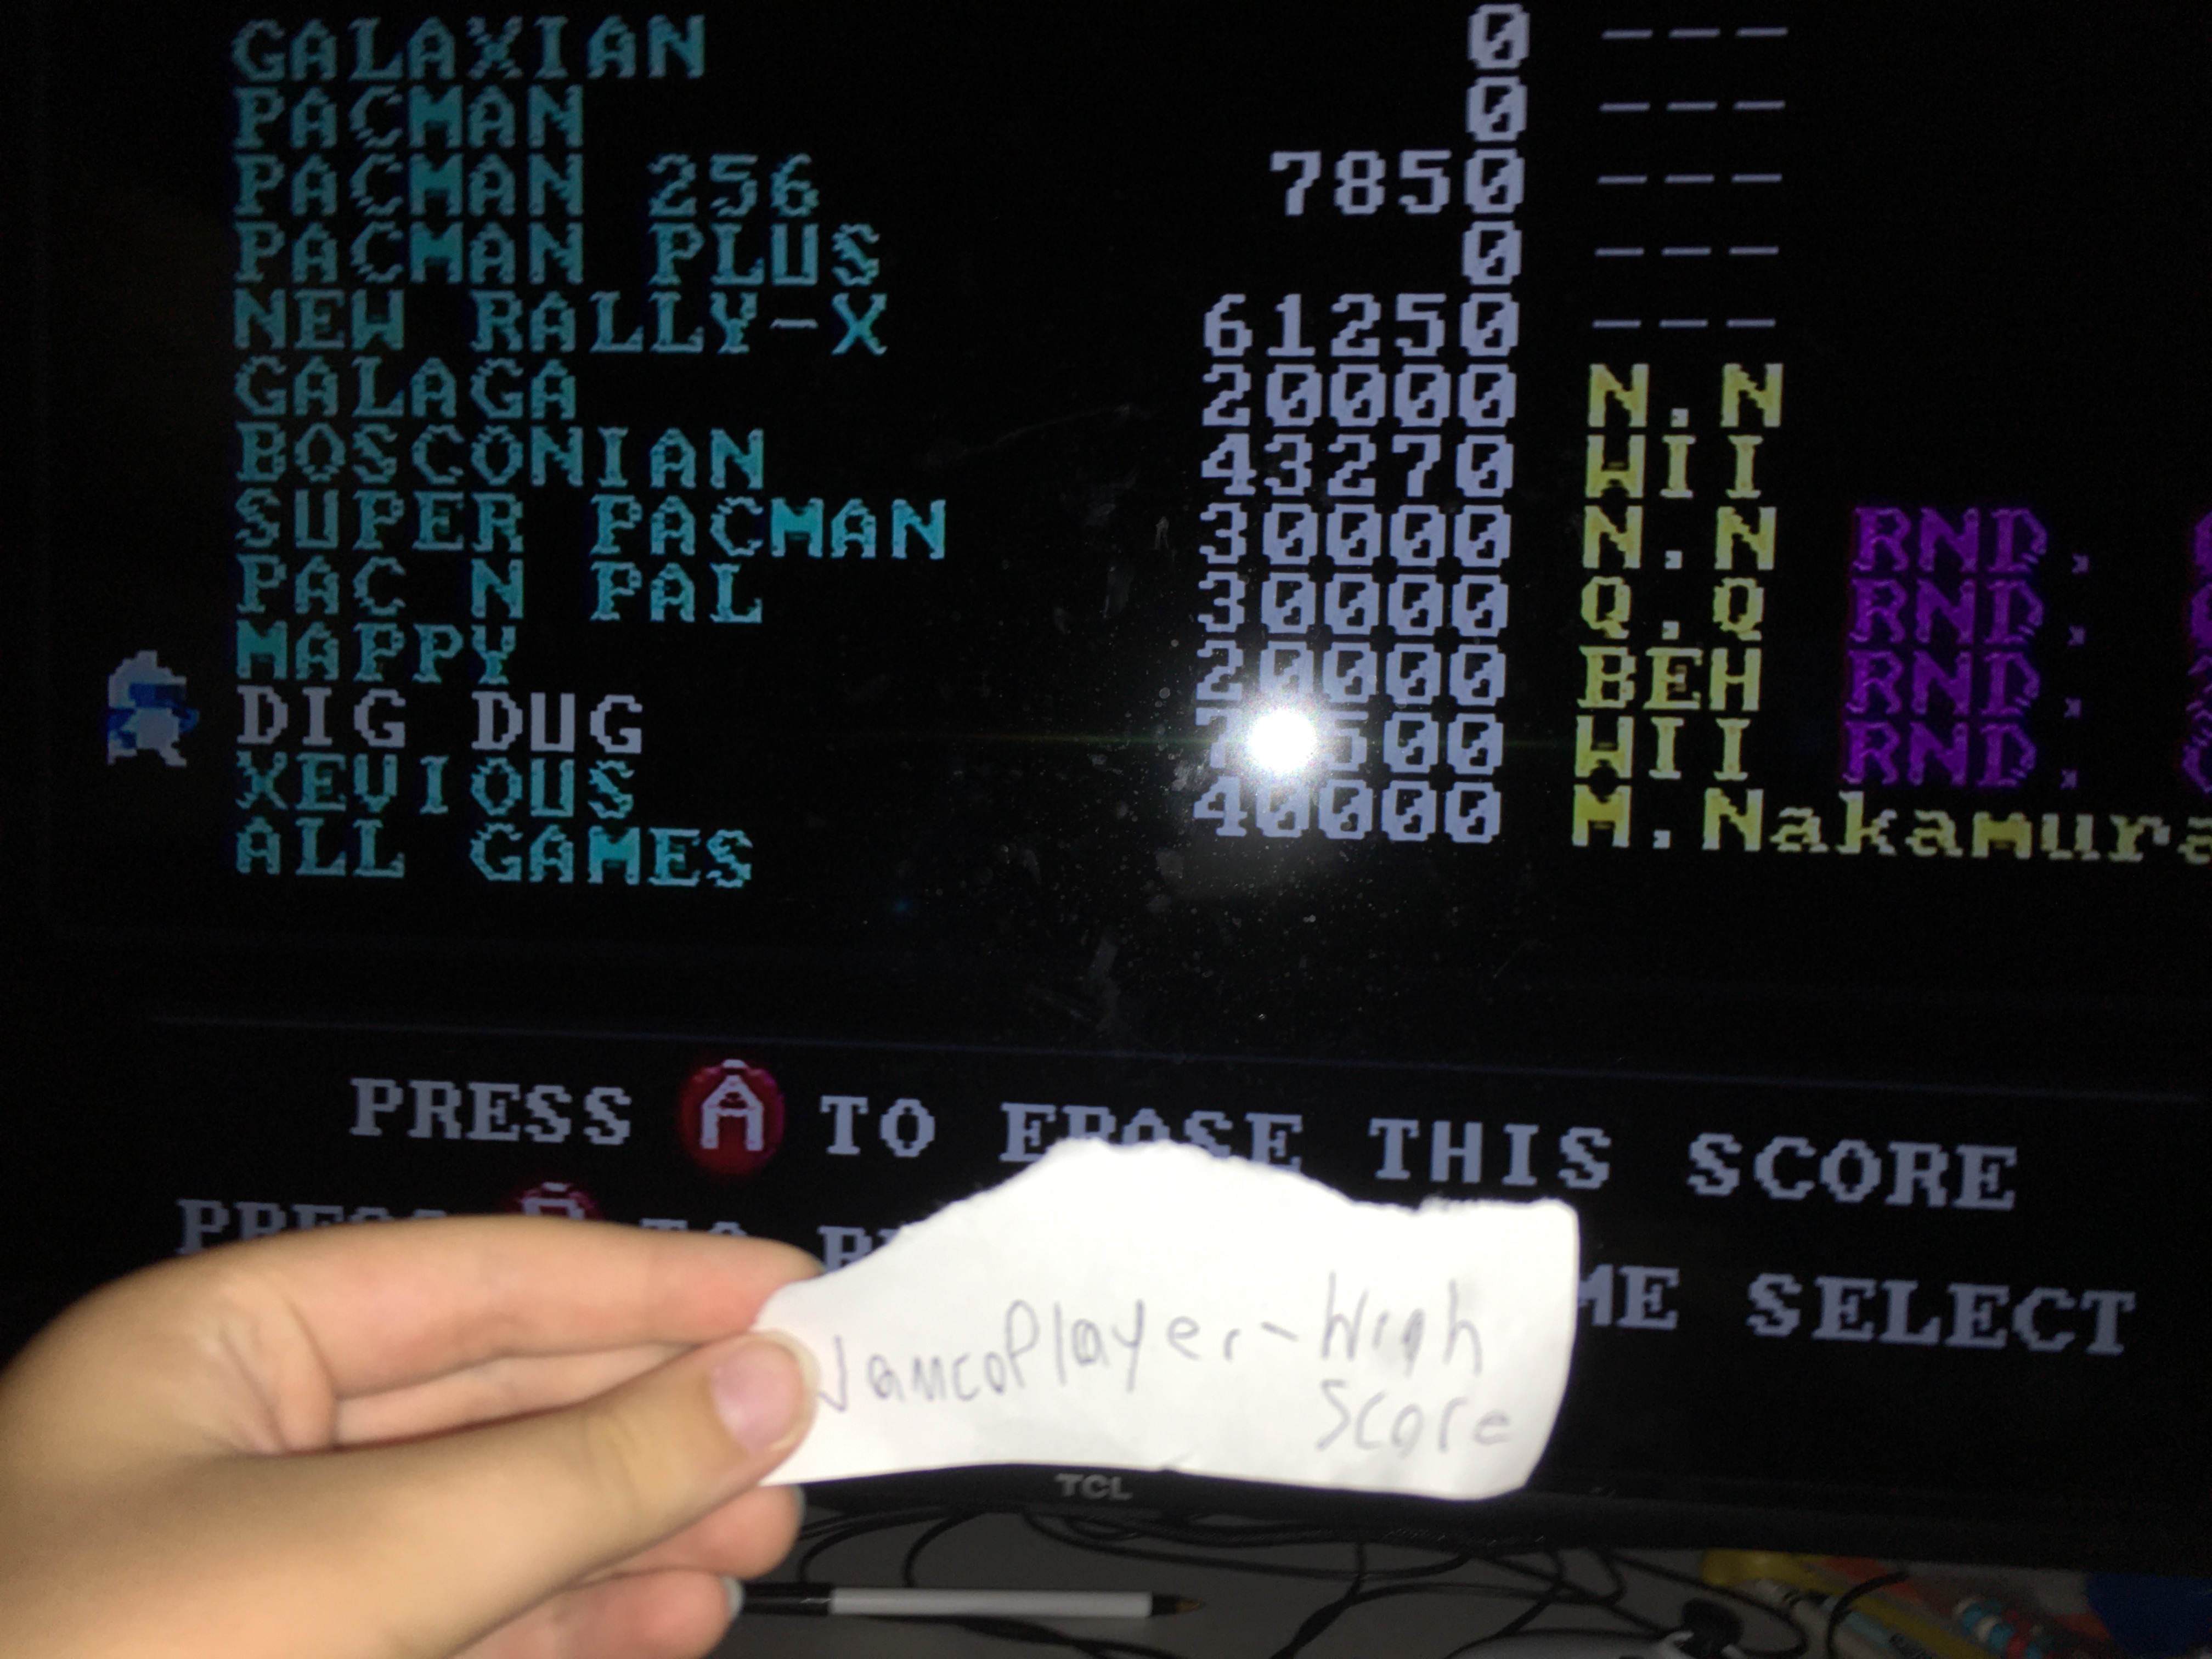 GALAXIAN 0 ---
PACMAN 0 ---
PACMAN 256 7850 ---
PACMAN PLUS 0 ---
NEW RALLY-X 61250 ---
GALAGA 20000 N.N
BOSCONIAN 43270 WII
SUPER PACMAN 30000 N.N RND.
PAC N PAL 30000 Q.Q RND.
MAPPY 20000 BEH RND.
DIG DUG WII RND.
XEVIOUS 40000 M.Nakamura
ALL GAMES
PRESS A TO ERASE THIS SCORE
PRESS B TO SELECT
NamcoPlayer-High
Score
TCL